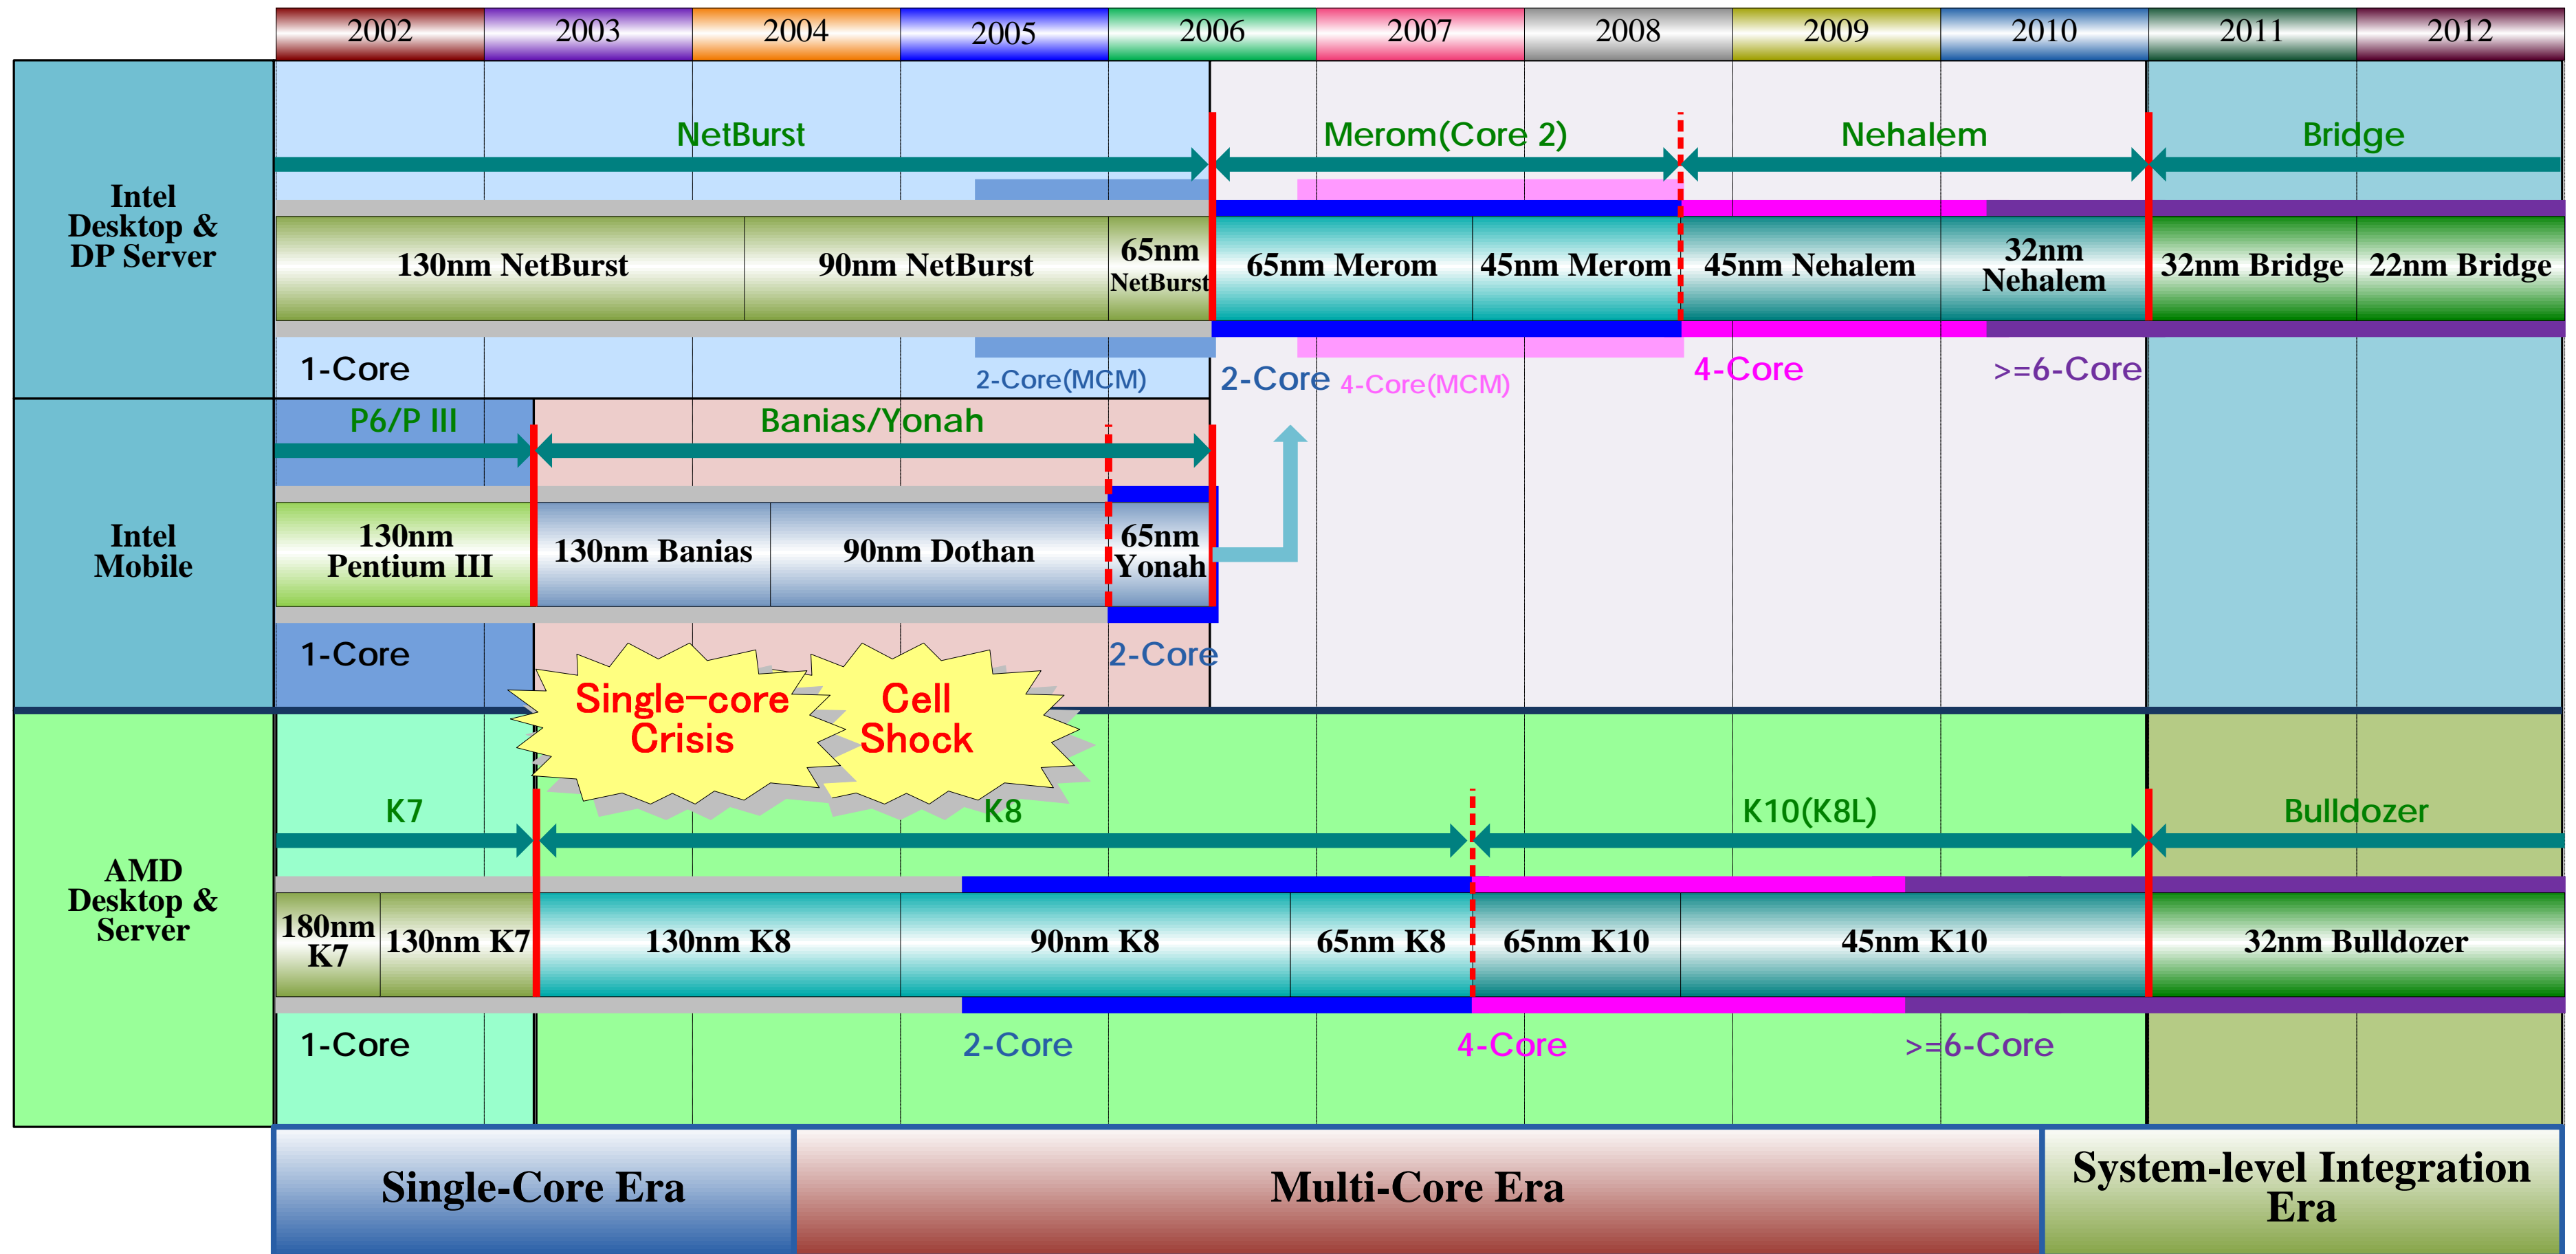 2002 2003 2004 2005 2006 2007 2008 2009 2010 2011 2012
Intel
Desktop &
DP Server
NetBurst
Merom(Core 2)
Nehalem
Bridge
130nm NetBurst
90nm NetBurst
65nm
NetBurst
65nm Merom
45nm Merom
45nm Nehalem
32nm
Nehalem
32nm Bridge
22nm Bridge
1-Core
2-Core(MCM)
2-Core
4-Core(MCM)
4-Core
>=6-Core
Intel
Mobile
P6/P III
Banias/Yonah
130nm
Pentium III
130nm Banias
90nm Dothan
65nm
Yonah
1-Core
2-Core
Single-core
Crisis
Cell
Shock
AMD
Desktop &
Server
K7
K8
K10(K8L)
Bulldozer
180nm
K7
130nm K7
130nm K8
90nm K8
65nm K8
65nm K10
45nm K10
32nm Bulldozer
1-Core
2-Core
4-Core
>=6-Core
Single-Core Era
Multi-Core Era
System-level Integration
Era